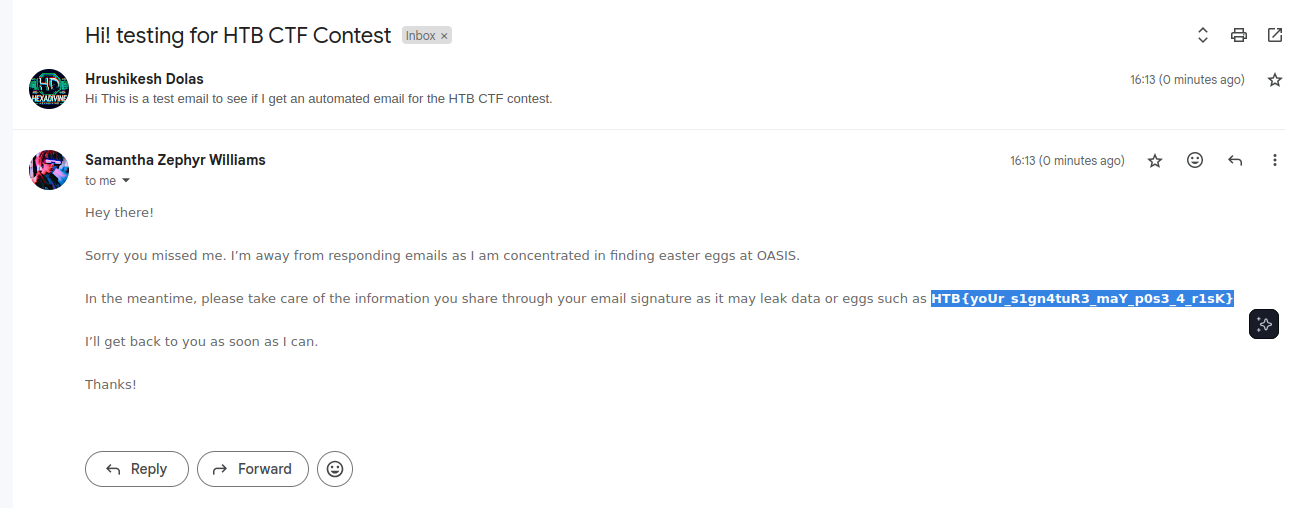 Hi! testing for HTB CTF Contest Inbox ×
Hrushikesh Dolas 16:13 (0 minutes ago)
Hi This is a test email to see if I get an automated email for the HTB CTF contest.
HD
HEXADIVINE
Samantha Zephyr Williams 16:13 (0 minutes ago)
to me
Hey there!
Sorry you missed me. I’m away from responding emails as I am concentrated in finding easter eggs at OASIS.
In the meantime, please take care of the information you share through your email signature as it may leak data or eggs such as HTB{yoUr_s1gn4tuR3_maY_p0s3_4_r1sK}
I’ll get back to you as soon as I can.
Thanks!
Reply Forward